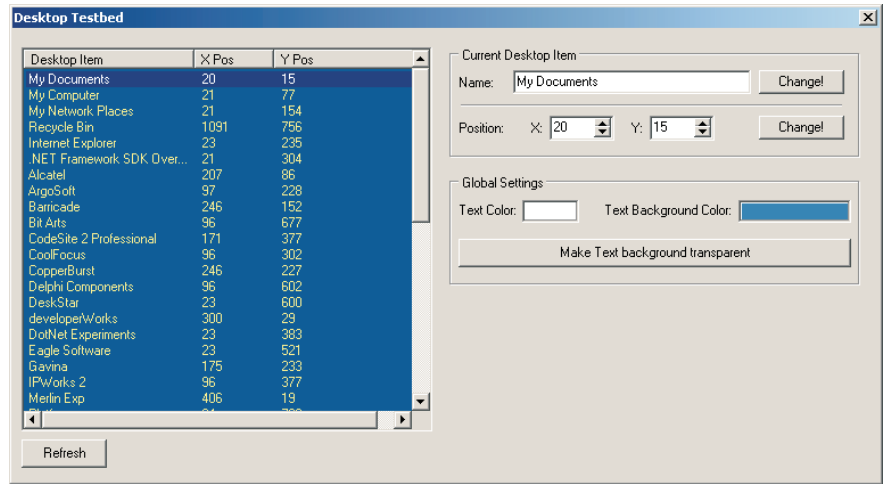 Desktop Testbed
Desktop Item X Pos Y Pos
My Documents 20 15
My Computer 21 77
My Network Places 21 154
Recycle Bin 1091 756
Internet Explorer 23 235
.NET Framework SDK Over... 21 304
Alcatel 207 86
ArgoSoft 97 228
Barricade 246 152
Bit Arts 96 677
CodeSite 2 Professional 171 377
CoolFocus 96 302
CopperBurst 246 227
Delphi Components 96 602
DeskStar 23 600
developerWorks 300 29
DotNet Experiments 23 383
Eagle Software 23 521
Gavina 175 233
IPWorks 2 96 377
Merlin Exp 406 19
Refresh
Current Desktop Item
Name: My Documents Change!
Position: X: 20 Y: 15 Change!
Global Settings
Text Color: Text Background Color:
Make Text background transparent